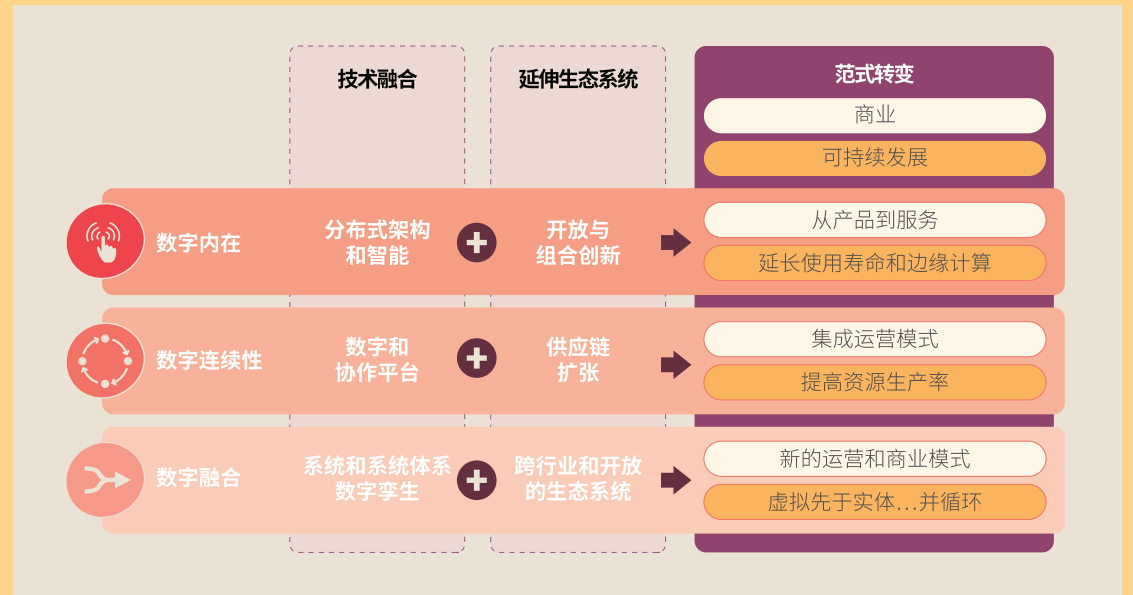 技术融合
延伸生态系统
范式转变
商业
可持续发展
数字内在
分布式架构
和智能
开放与
组合创新
从产品到服务
延长使用寿命和边缘计算
数字连续性
数字和
协作平台
供应链
扩张
集成运营模式
提高资源生产率
数字融合
系统和系统体系
数字孪生
跨行业和开放
的生态系统
新的运营和商业模式
虚拟先于实体…并循环